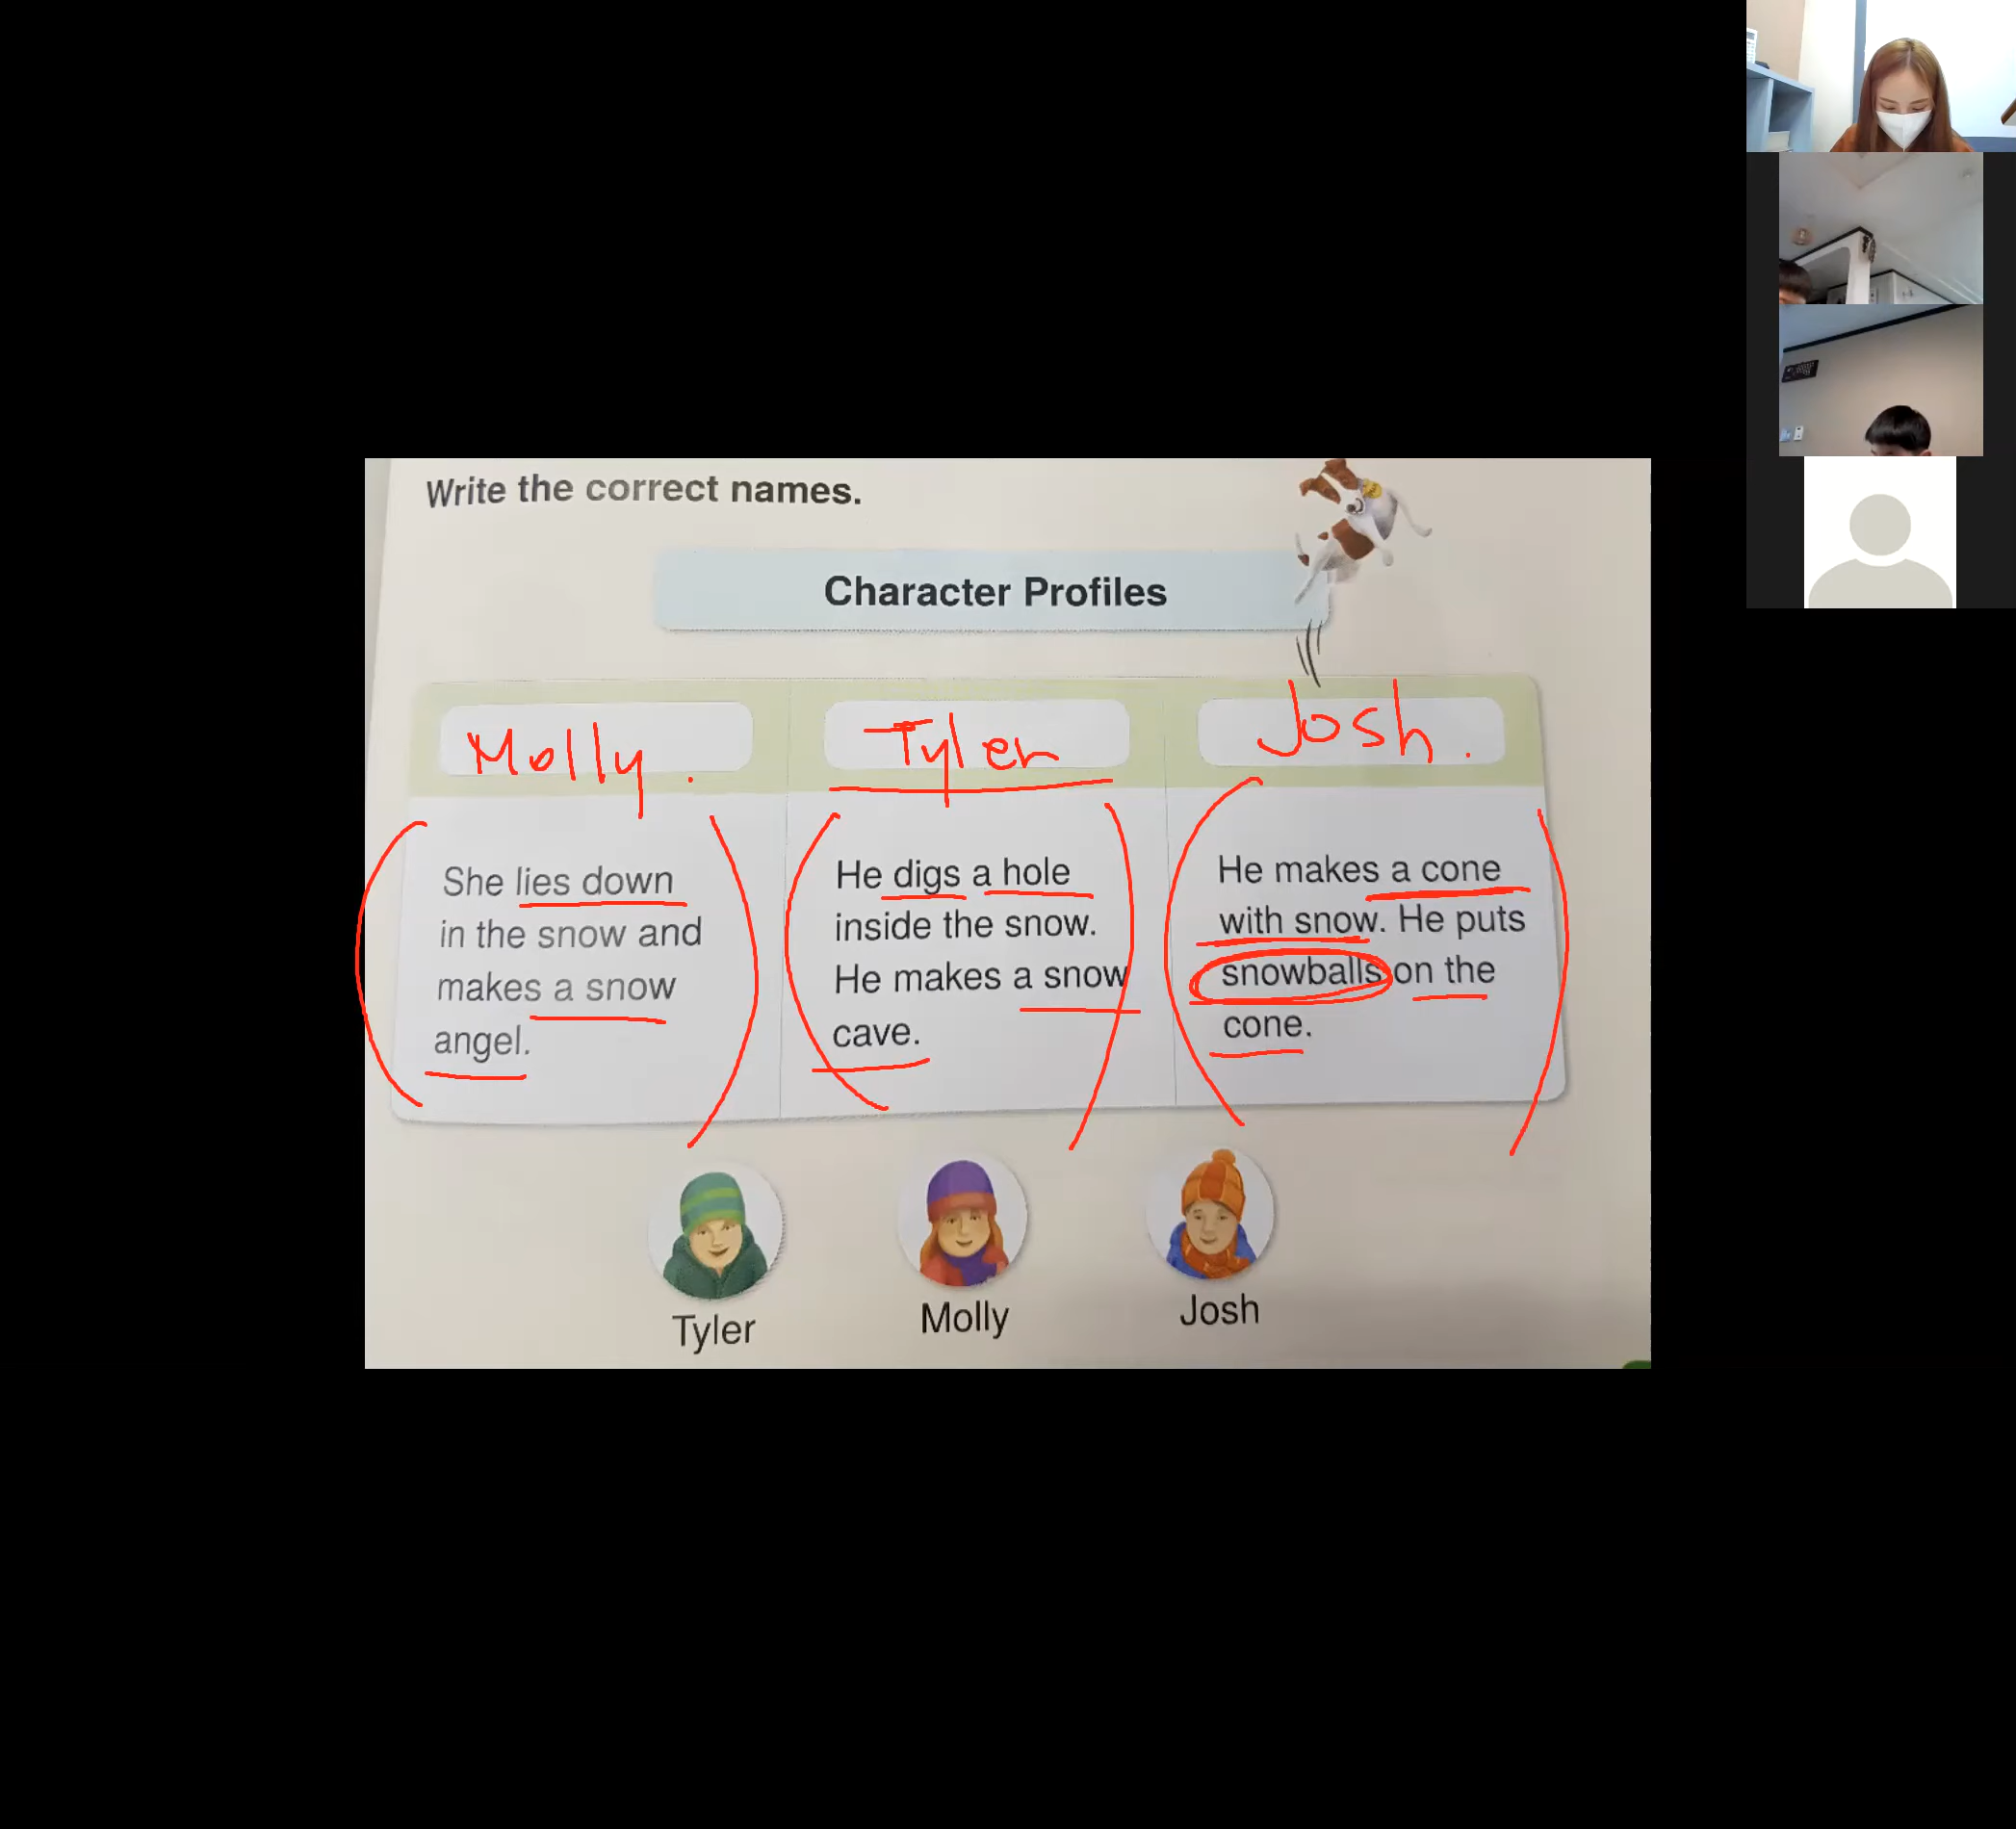 Write the correct names.
Character Profiles
Molly.
Tyler
Josh.
She lies down
in the snow and
makes a snow
angel.
He digs a hole
inside the snow.
He makes a snow
cave.
He makes a cone
with snow. He puts
snowballs on the
cone.
Tyler
Molly
Josh